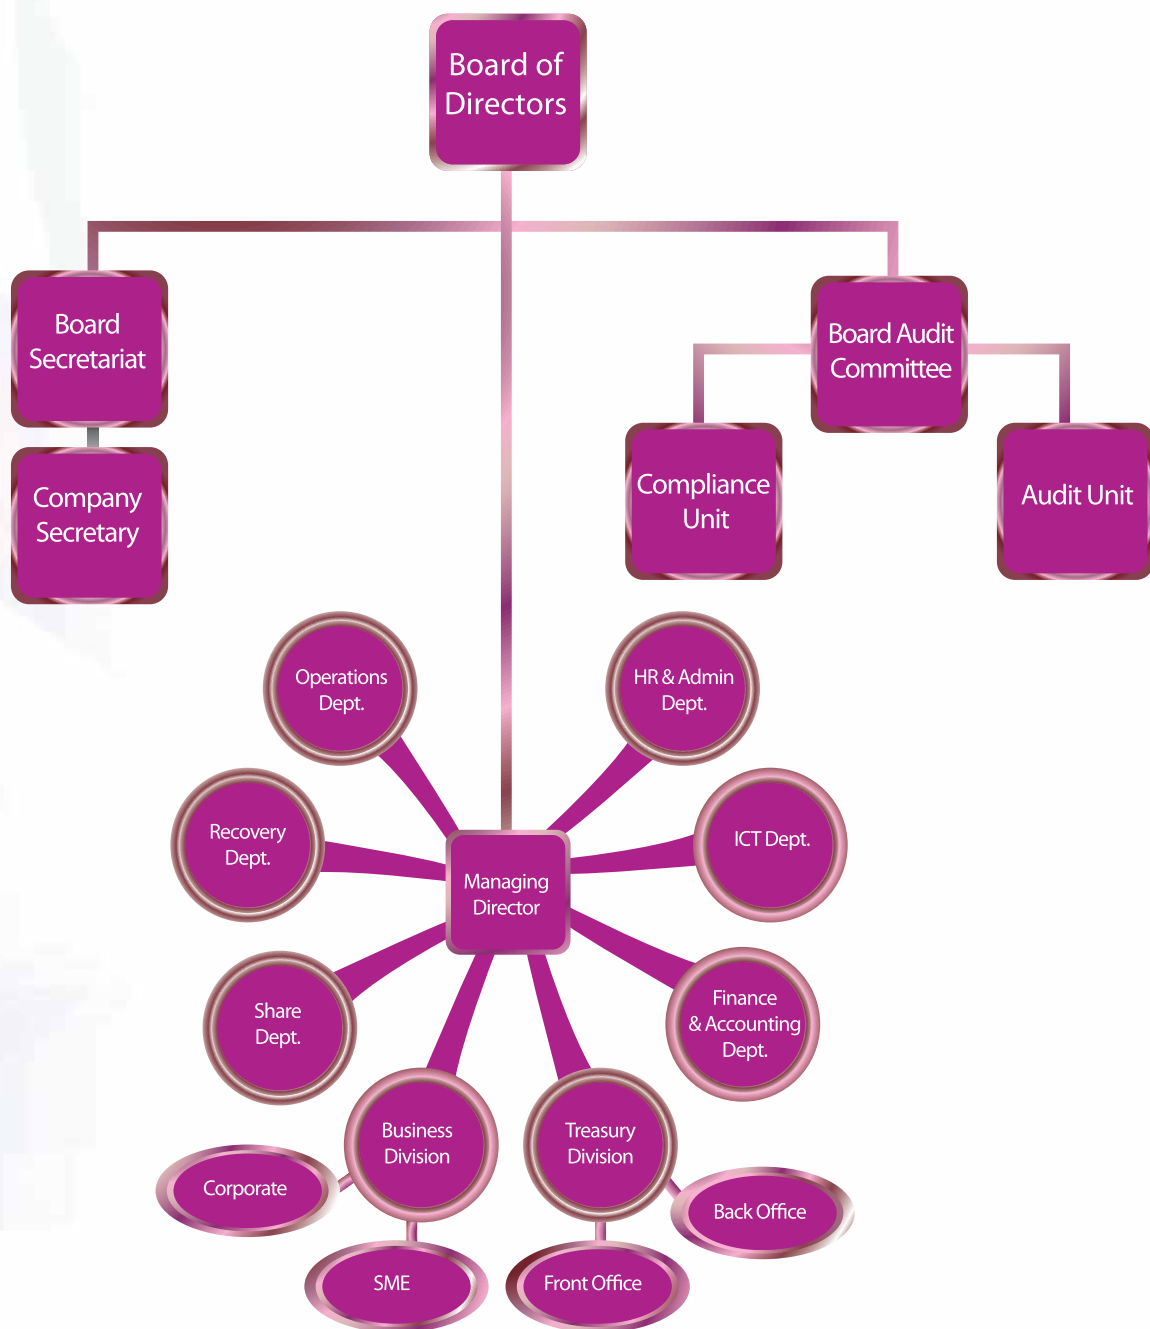 Board of
Directors
Board
Secretariat
Board Audit
Committee
Company
Secretary
Compliance
Unit
Audit Unit
Operations
Dept.
HR & Admin
Dept.
Recovery
Dept.
ICT Dept.
Managing
Director
Share
Dept.
Finance
& Accounting
Dept.
Business
Division
Treasury
Division
Corporate
Back Office
SME
Front Office